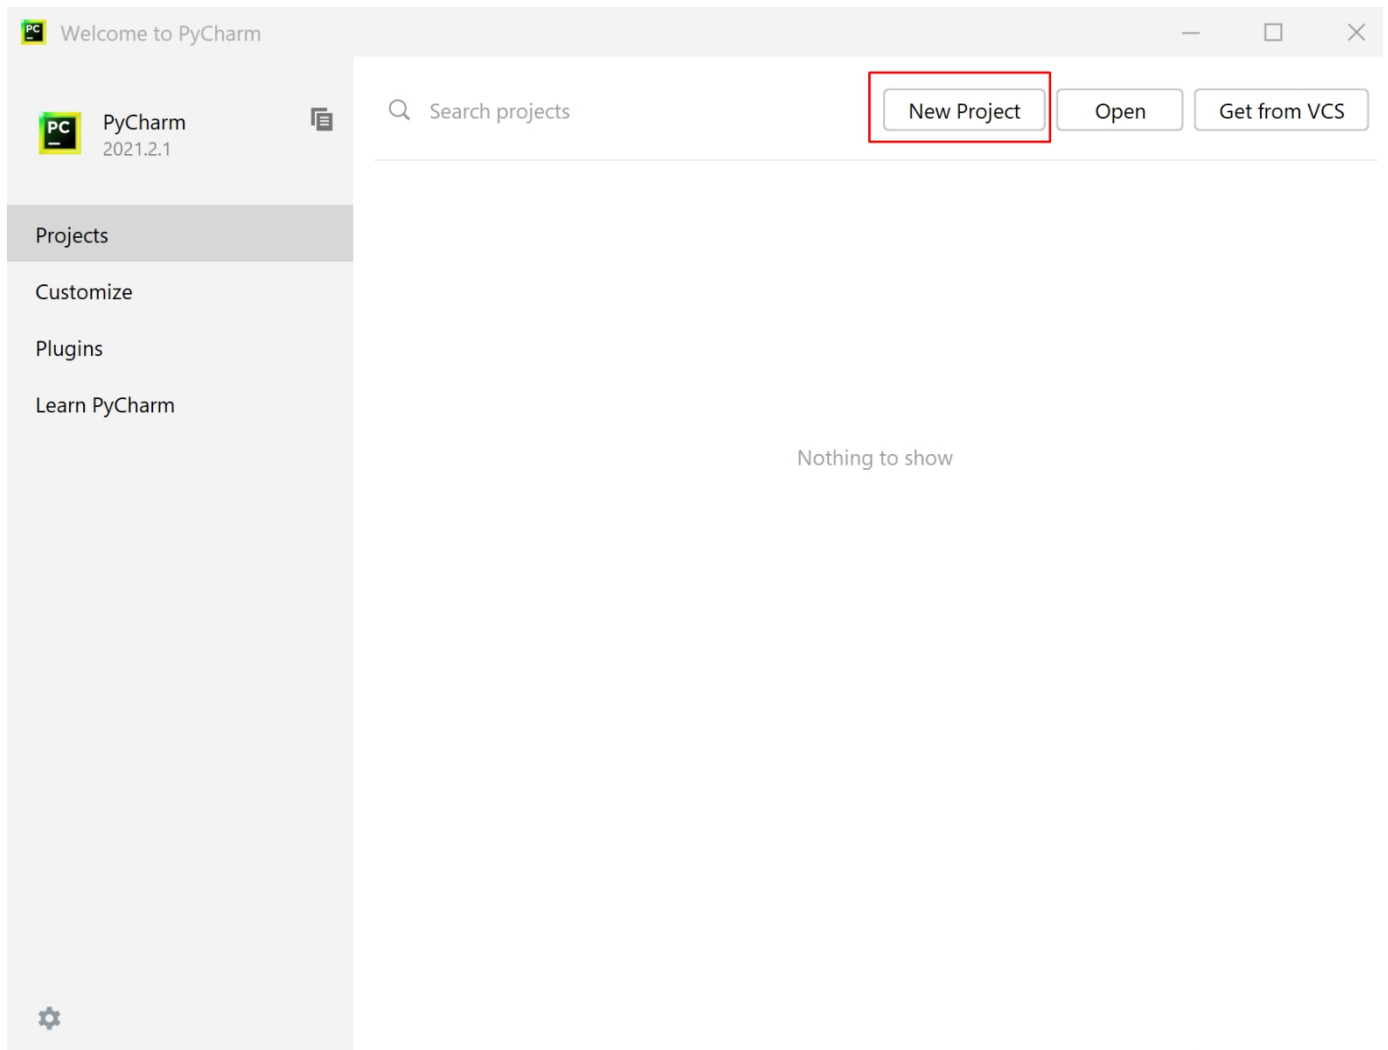 PC Welcome to PyCharm
PC PyCharm
2021.2.1
Search projects
New Project
Open
Get from VCS
Projects
Customize
Plugins
Learn PyCharm
Nothing to show